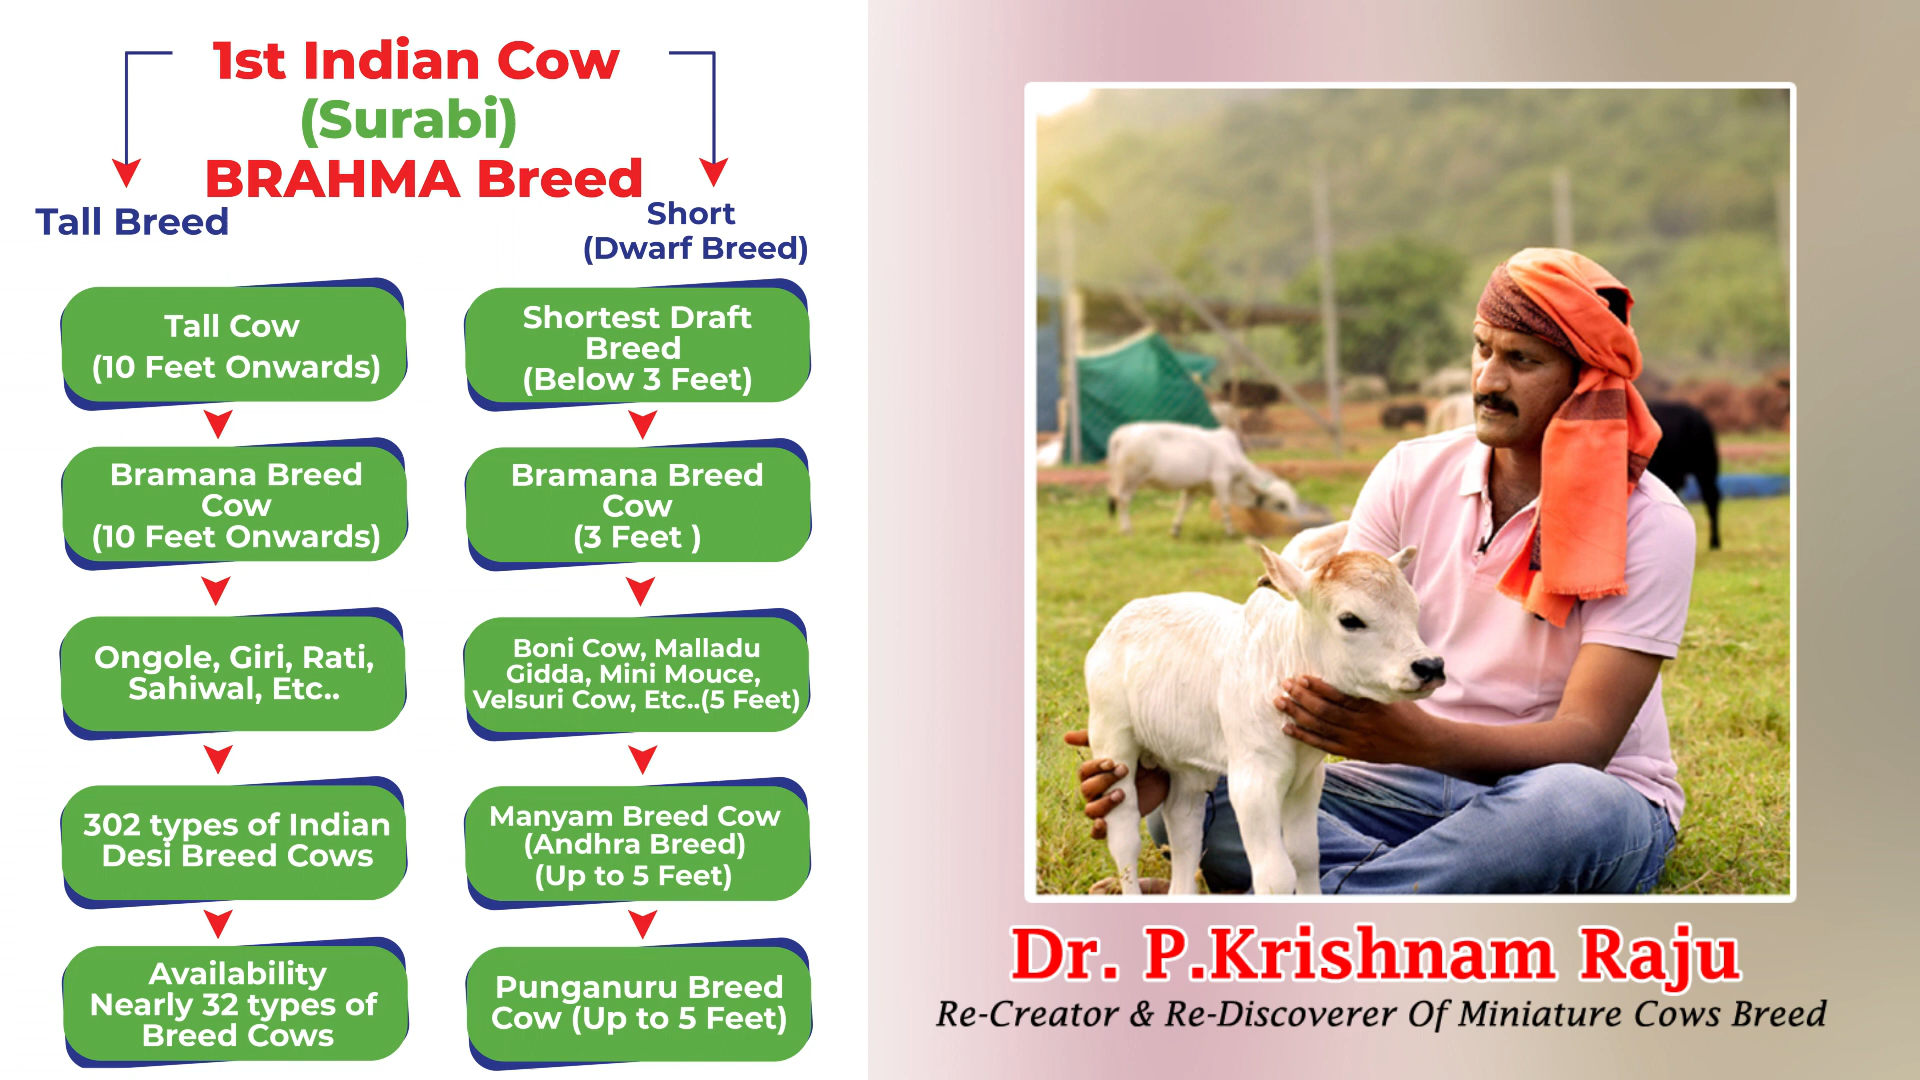 1st Indian Cow
(Surabi)
BRAHMA Breed
Tall Breed
Short
(Dwarf Breed)
Tall Cow
(10 Feet Onwards)
Bramana Breed
Cow
(10 Feet Onwards)
Ongole, Giri, Rati,
Sahiwal, Etc..
302 types of Indian
Desi Breed Cows
Availability
Nearly 32 types of
Breed Cows
Shortest Draft
Breed
(Below 3 Feet)
Bramana Breed
Cow
(3 Feet )
Boni Cow, Malladu
Gidda, Mini Mouce,
Velsuri Cow, Etc..(5 Feet)
Manyam Breed Cow
(Andhra Breed)
(Up to 5 Feet)
Punganuru Breed
Cow (Up to 5 Feet)
Dr. P.Krishnam Raju
Re-Creator & Re-Discoverer Of Miniature Cows Breed